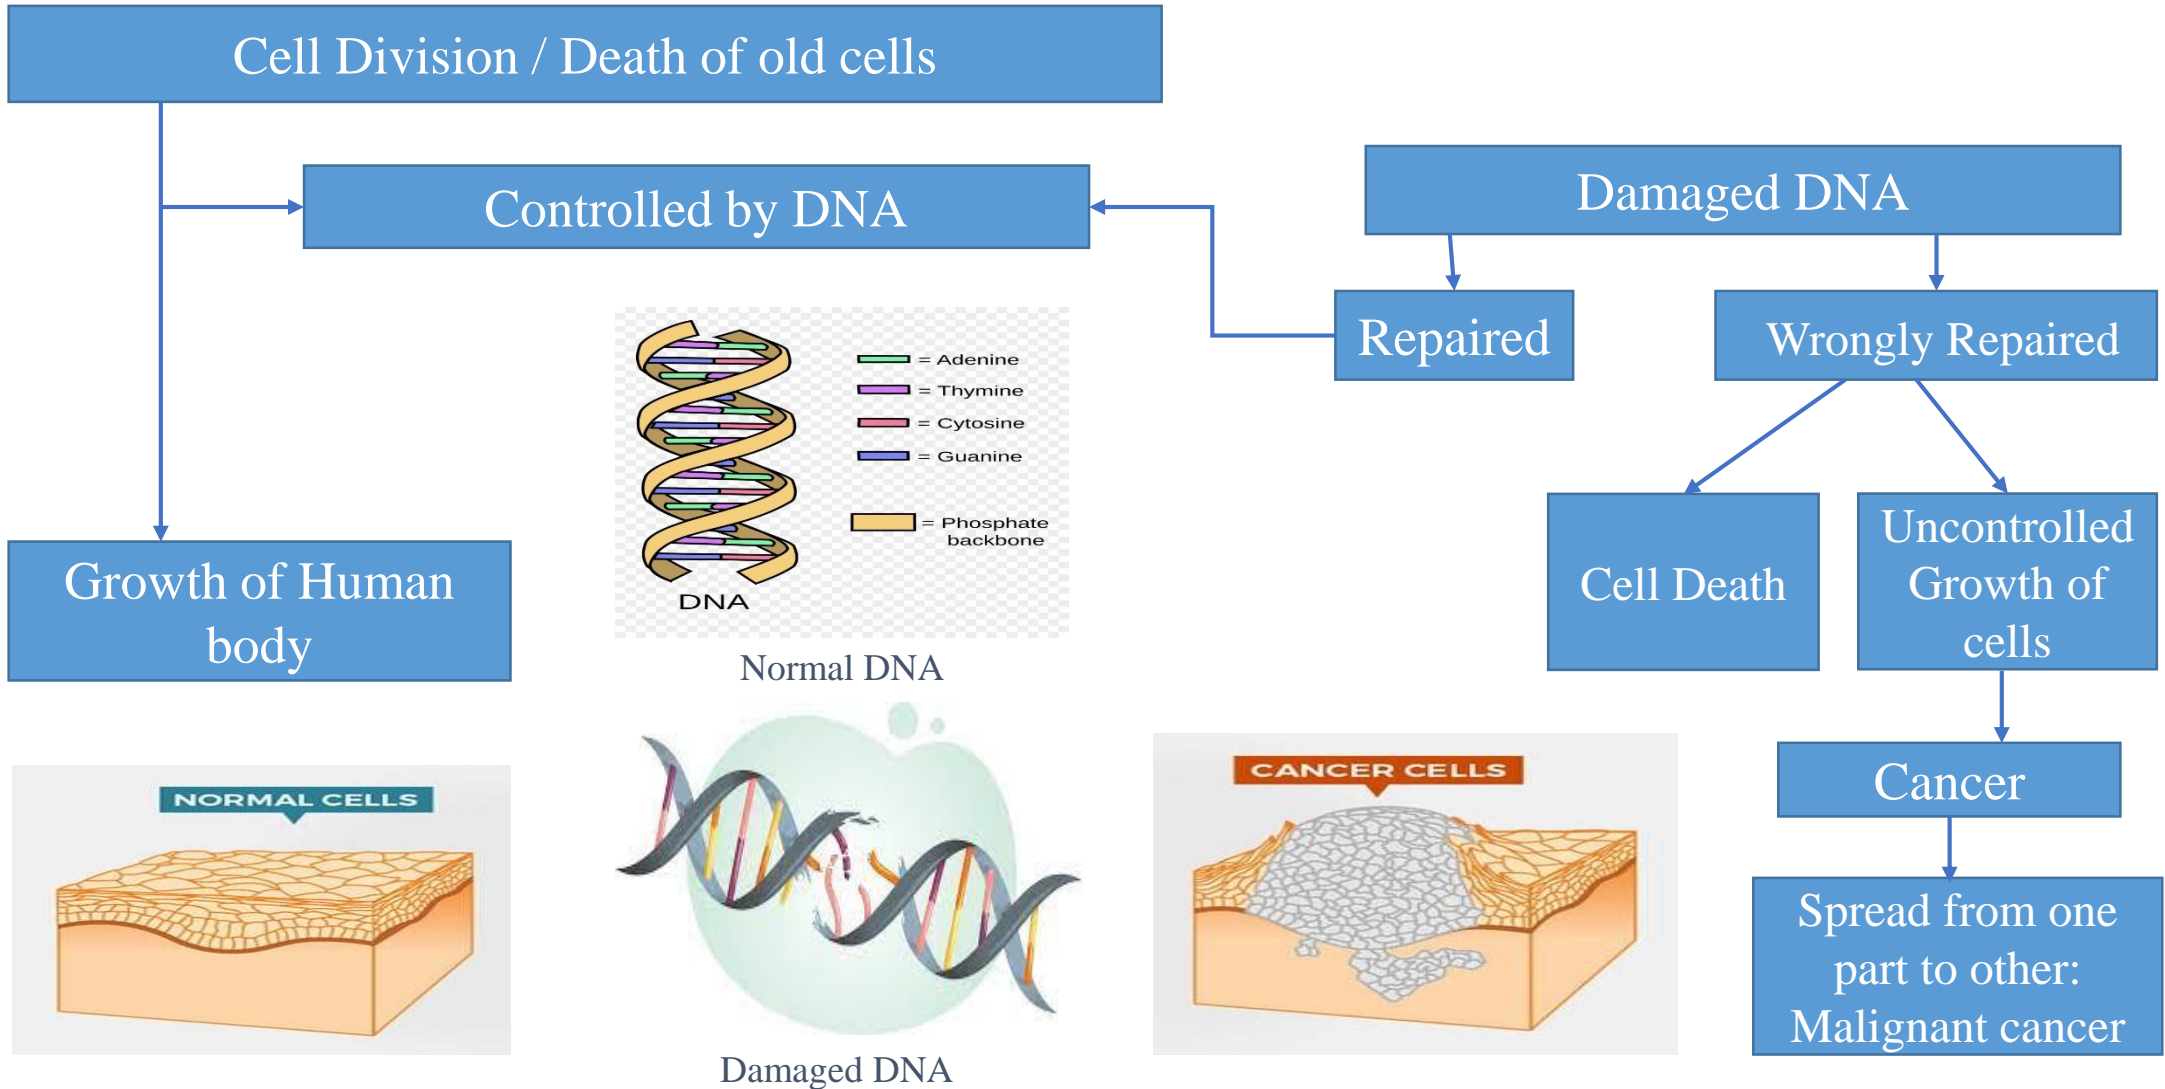 Cell Division / Death of old cells
Controlled by DNA
Damaged DNA
Repaired
Wrongly Repaired
= Adenine
= Thymine
= Cytosine
= Guanine
= Phosphate
backbone
DNA
Normal DNA
Growth of Human
body
Cell Death
Uncontrolled
Growth of
cells
NORMAL CELLS
Damaged DNA
CANCER CELLS
Cancer
Spread from one
part to other:
Malignant cancer